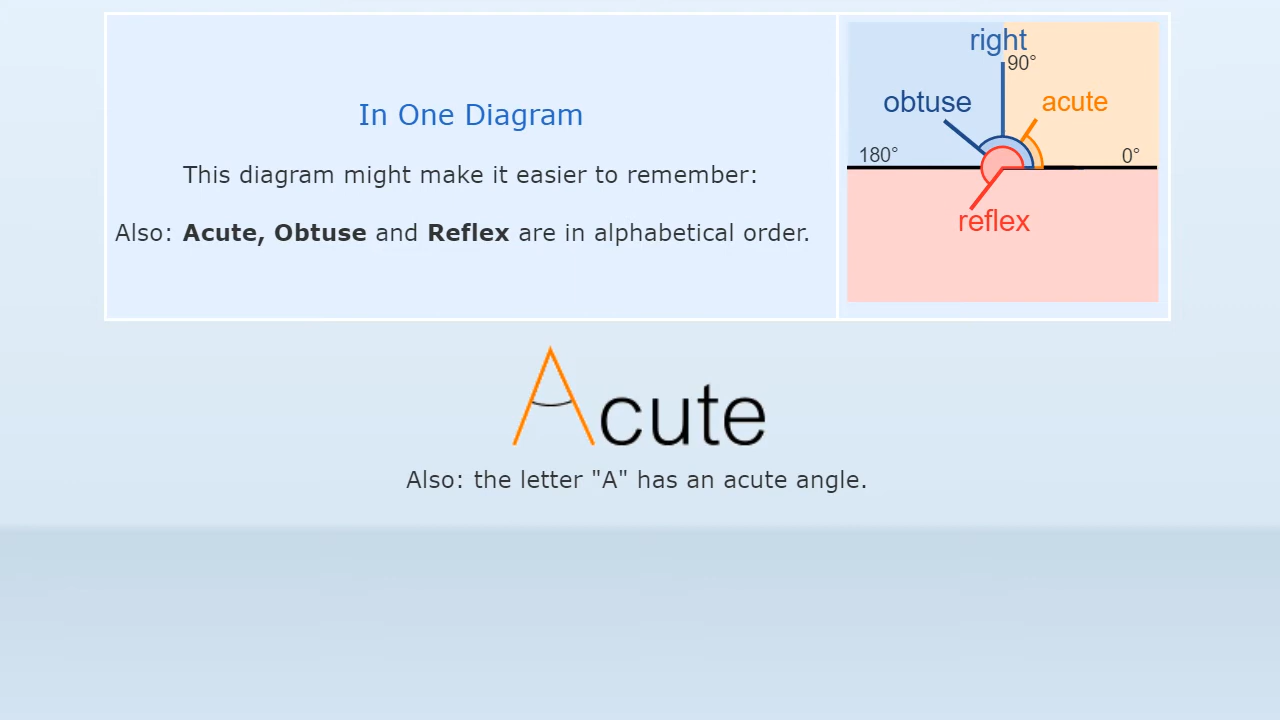 In One Diagram
This diagram might make it easier to remember:
Also: Acute, Obtuse and Reflex are in alphabetical order.
right
90°
obtuse
acute
180°
0°
reflex
Acute
Also: the letter "A" has an acute angle.